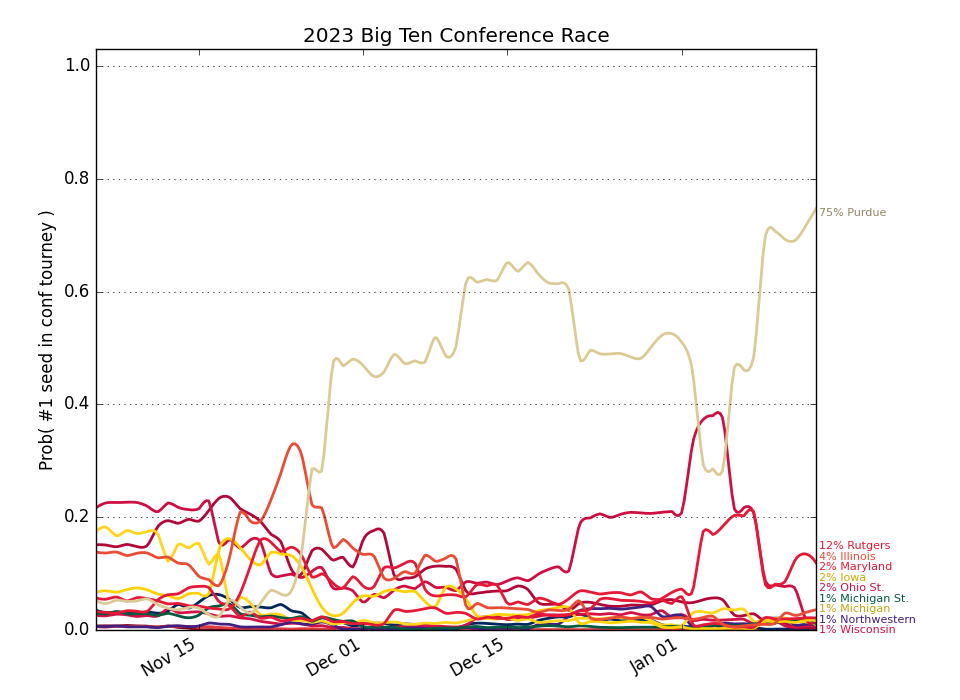 2023 Big Ten Conference Race
Prob( #1 seed in conf tourney )
1.0
0.8
0.6
0.4
0.2
0.0
Nov 15
Dec 01
Dec 15
Jan 01
75% Purdue
12% Rutgers
4% Illinois
2% Maryland
2% Iowa
2% Ohio St.
1% Michigan St.
1% Michigan
1% Northwestern
1% Wisconsin